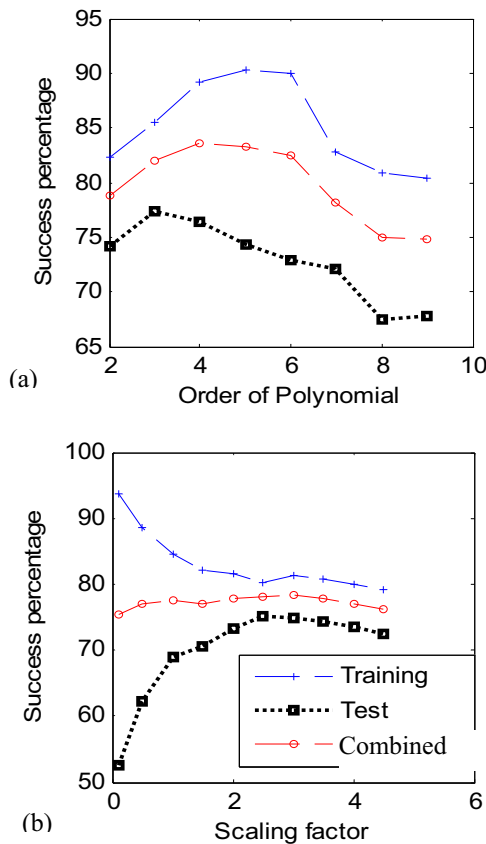 95
90
85
80
75
70
65
2
4
6
8
10
Success percentage
Order of Polynomial
(a)
100
90
80
70
60
50
0
2
4
6
Success percentage
Training
Test
Combined
Scaling factor
(b)